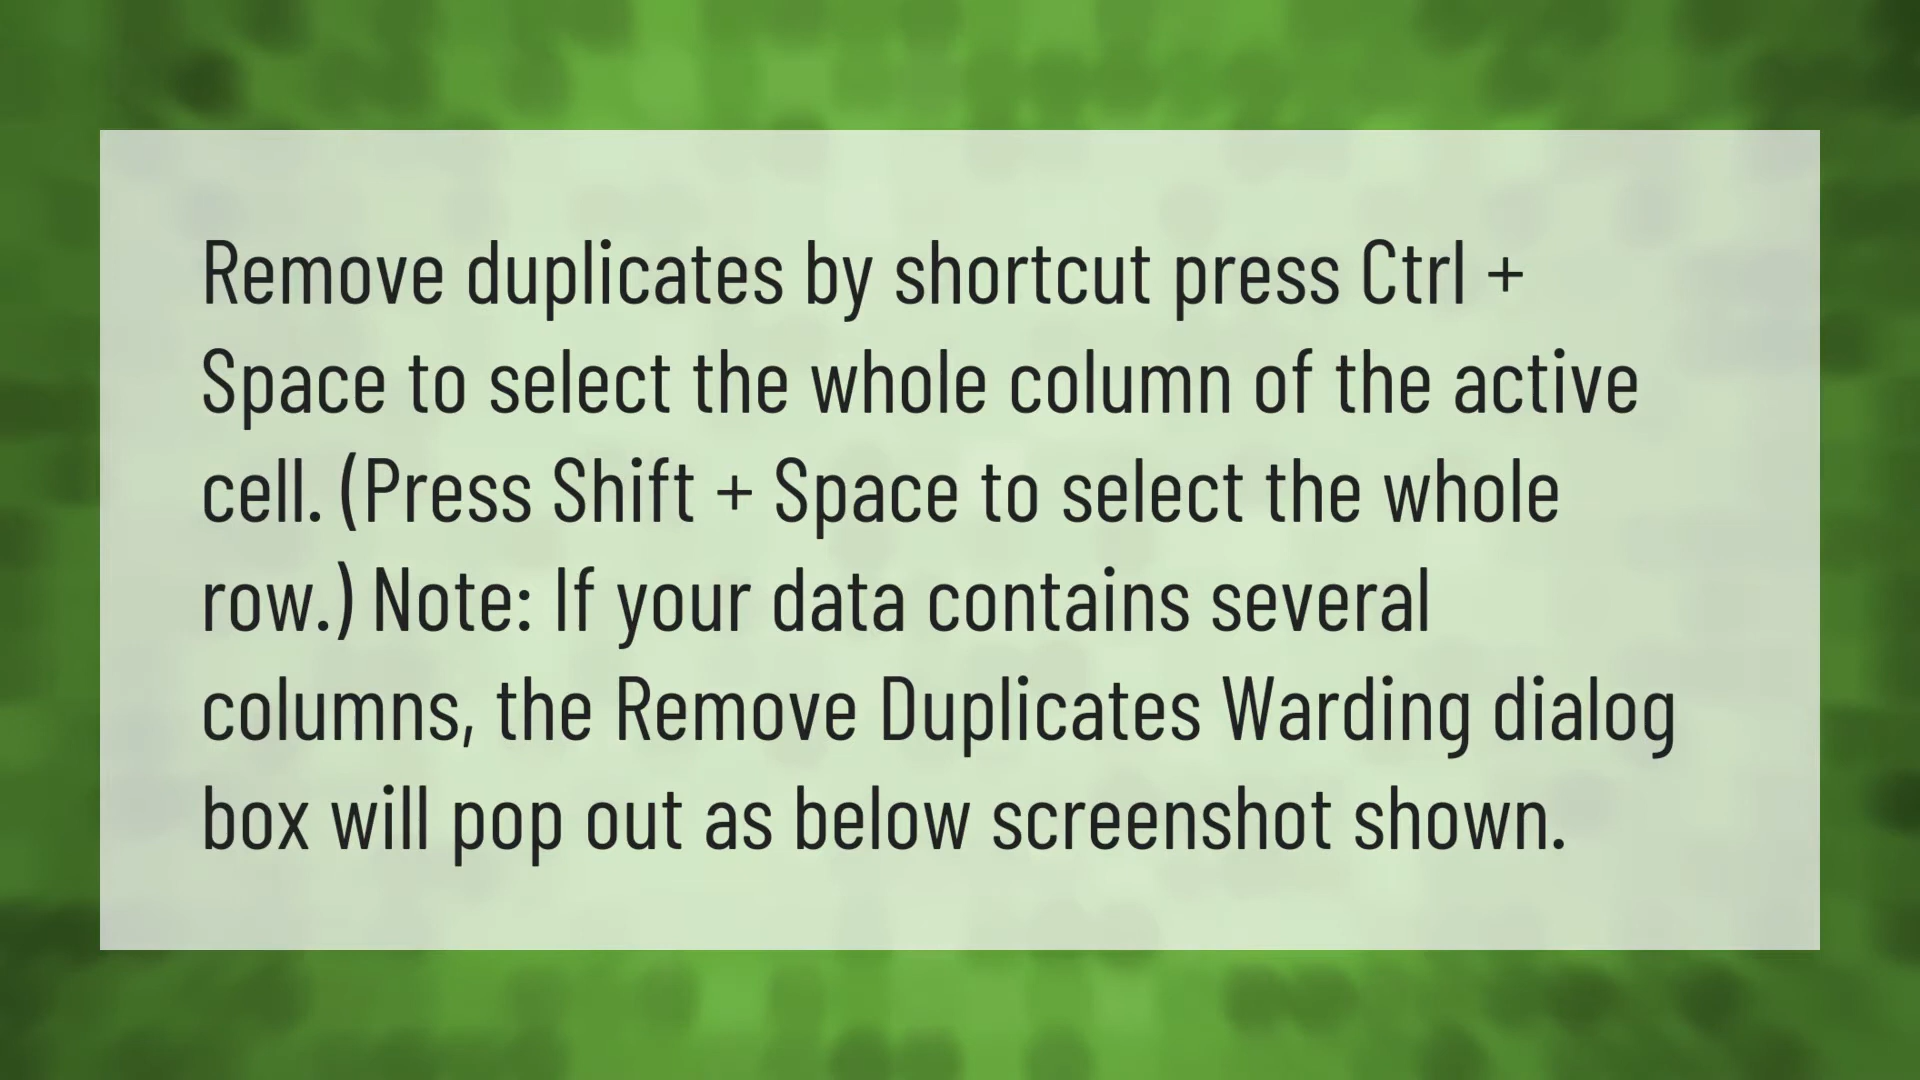 Remove duplicates by shortcut press Ctrl +
Space to select the whole column of the active
cell. (Press Shift + Space to select the whole
row.) Note: If your data contains several
columns, the Remove Duplicates Warding dialog
box will pop out as below screenshot shown.